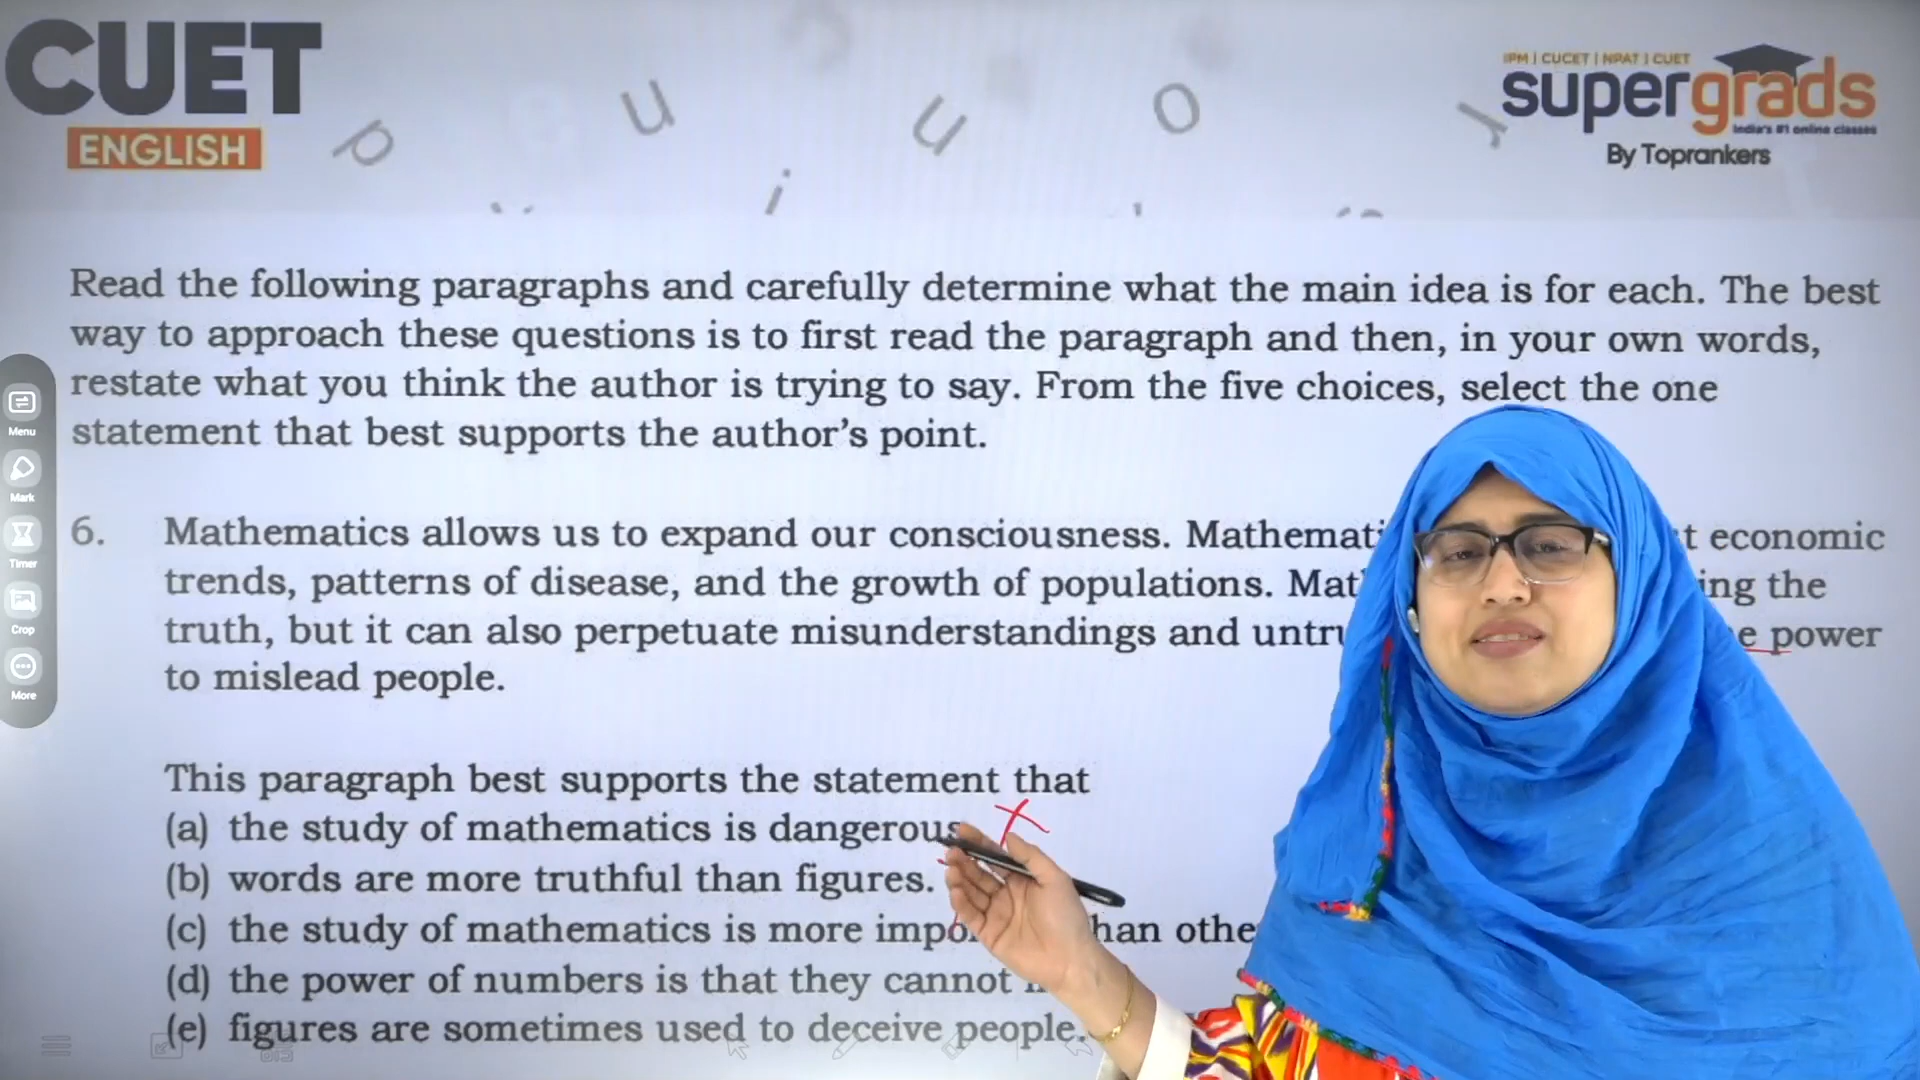 CUET
ENGLISH
IPM | CUCET | NPAT | CUET
supergrads
India's #1 online classes
By Toprankers
Read the following paragraphs and carefully determine what the main idea is for each. The best
way to approach these questions is to first read the paragraph and then, in your own words,
restate what you think the author is trying to say. From the five choices, select the one
statement that best supports the author's point.
6. Mathematics allows us to expand our consciousness. economic
trends, patterns of disease, and the growth of populations. the
truth, but it can also perpetuate misunderstandings and power
to mislead people.
This paragraph best supports the statement that
(a) the study of mathematics is dangerous
(b) words are more truthful than figures.
(c) the study of mathematics is more
(d) the power of numbers is that they cannot
(e) figures are sometimes used to deceive people.
Menu
Mark
Timer
Crop
More